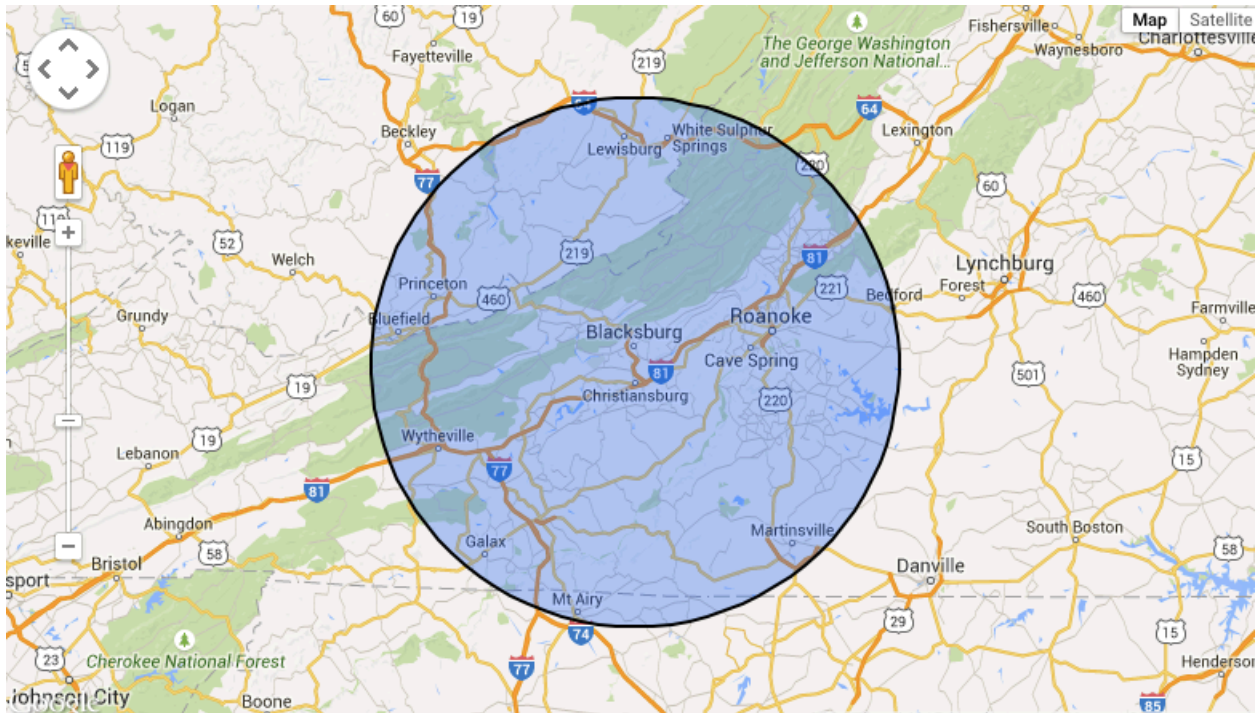 60
19
Fishersville
Map Satellite
The George Washington
and Jefferson National...
Waynesboro
Charlottesville
Fayetteville
219
Logan
64
64
Beckley
119
Lewisburg
White Sulphur
Springs
Lexington
220
77
60
119
52
keville
Welch
219
81
Lynchburg
Princeton
460
221
Bedford
Forest
460
Grundy
Bluefield
Blacksburg
Roanoke
Farmville
Cave Spring
Hampden
Sydney
19
81
501
Christiansburg
220
19
Wytheville
Lebanon
77
15
81
Abingdon
58
Galax
Martinsville
South Boston
58
Bristol
Danville
sport
Mt Airy
74
29
15
23
Cherokee National Forest
77
Henderson
Johnson City
Boone
85
Google